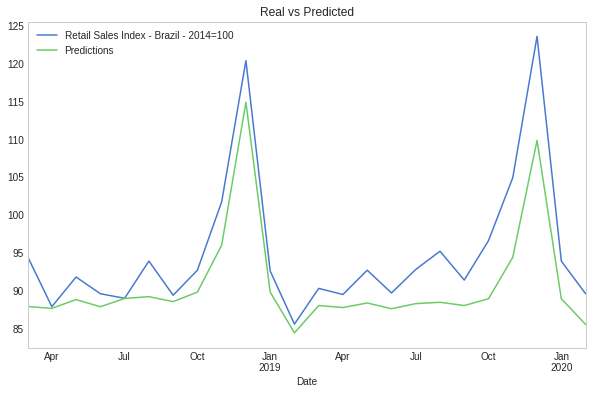 Real vs Predicted
Retail Sales Index - Brazil - 2014=100
Predictions
125
120
115
110
105
100
95
90
85
Apr
Jul
Oct
Jan
2019
Apr
Jul
Oct
Jan
2020
Date